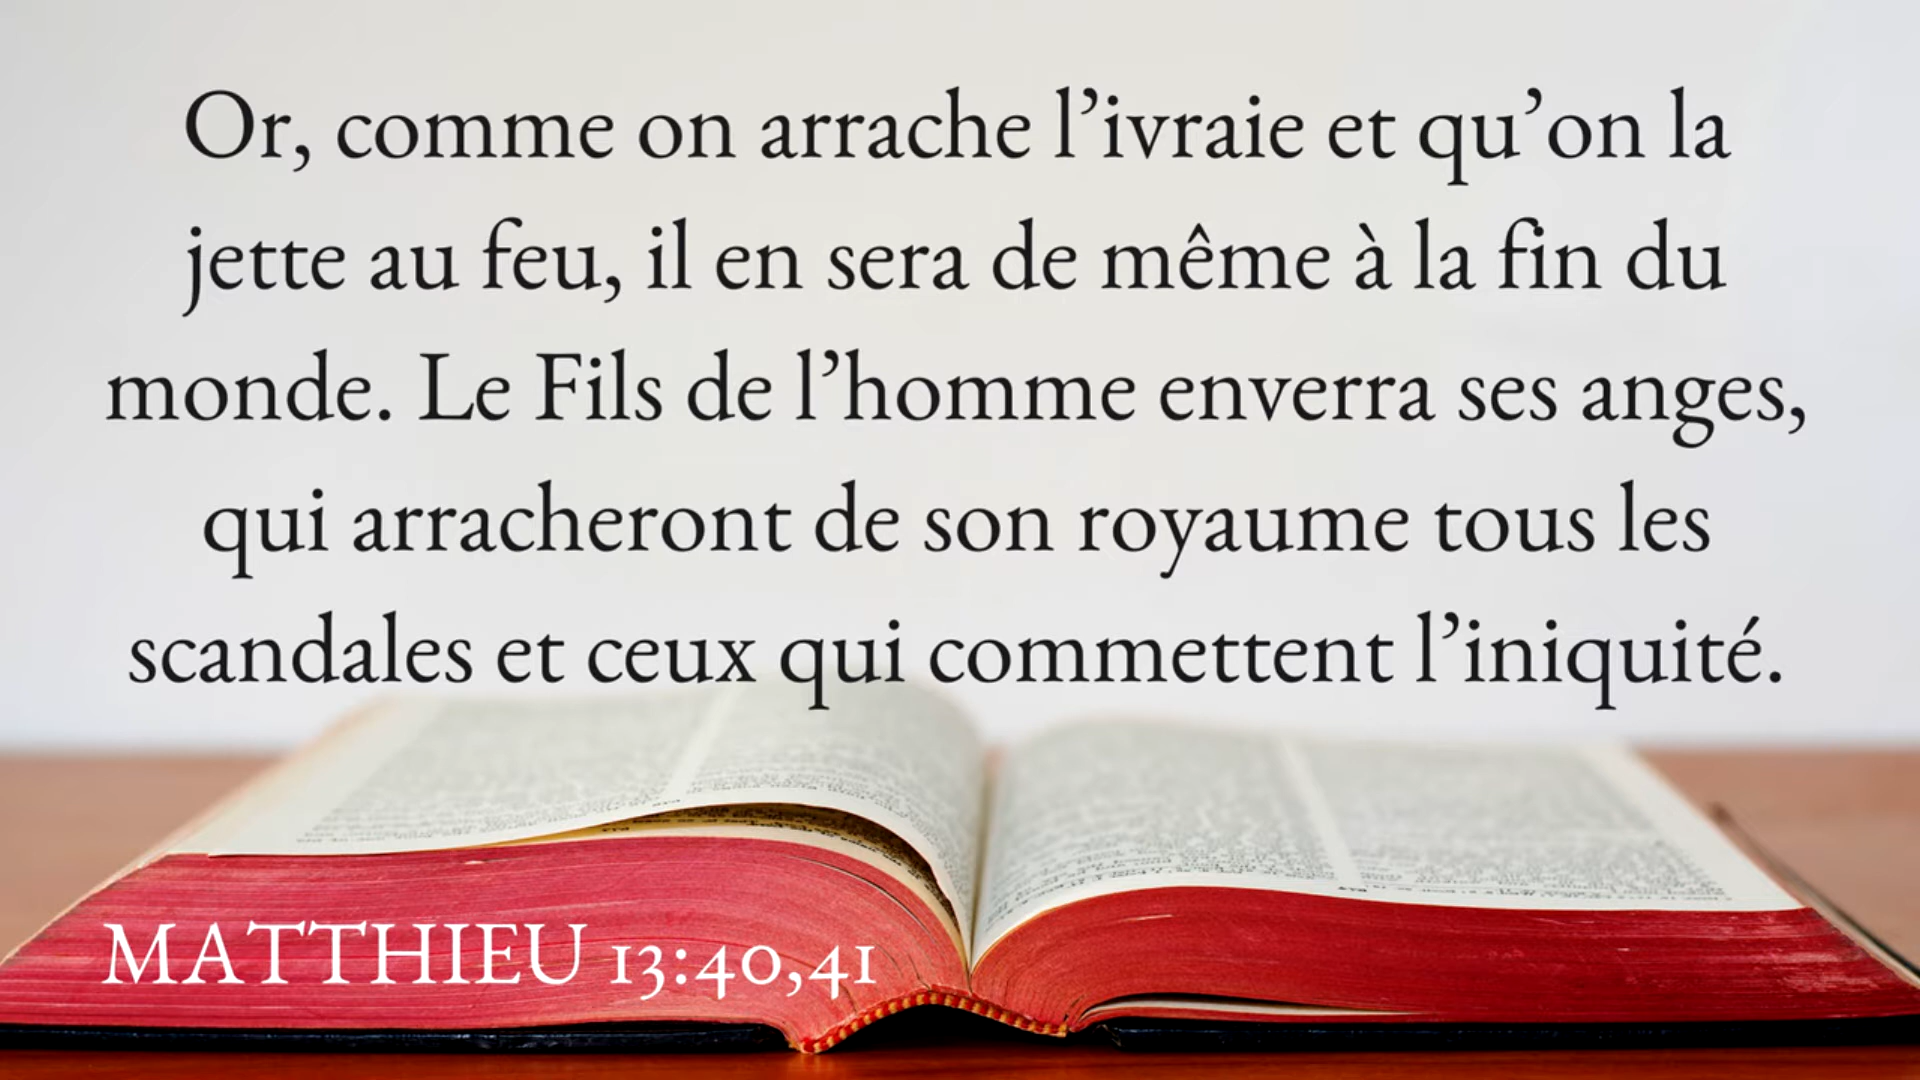 Or, comme on arrache l’ivraie et qu’on la
jette au feu, il en sera de même à la fin du
monde. Le Fils de l’homme enverra ses anges,
qui arracheront de son royaume tous les
scandales et ceux qui commettent l’iniquité.
MATTHIEU 13:40,41